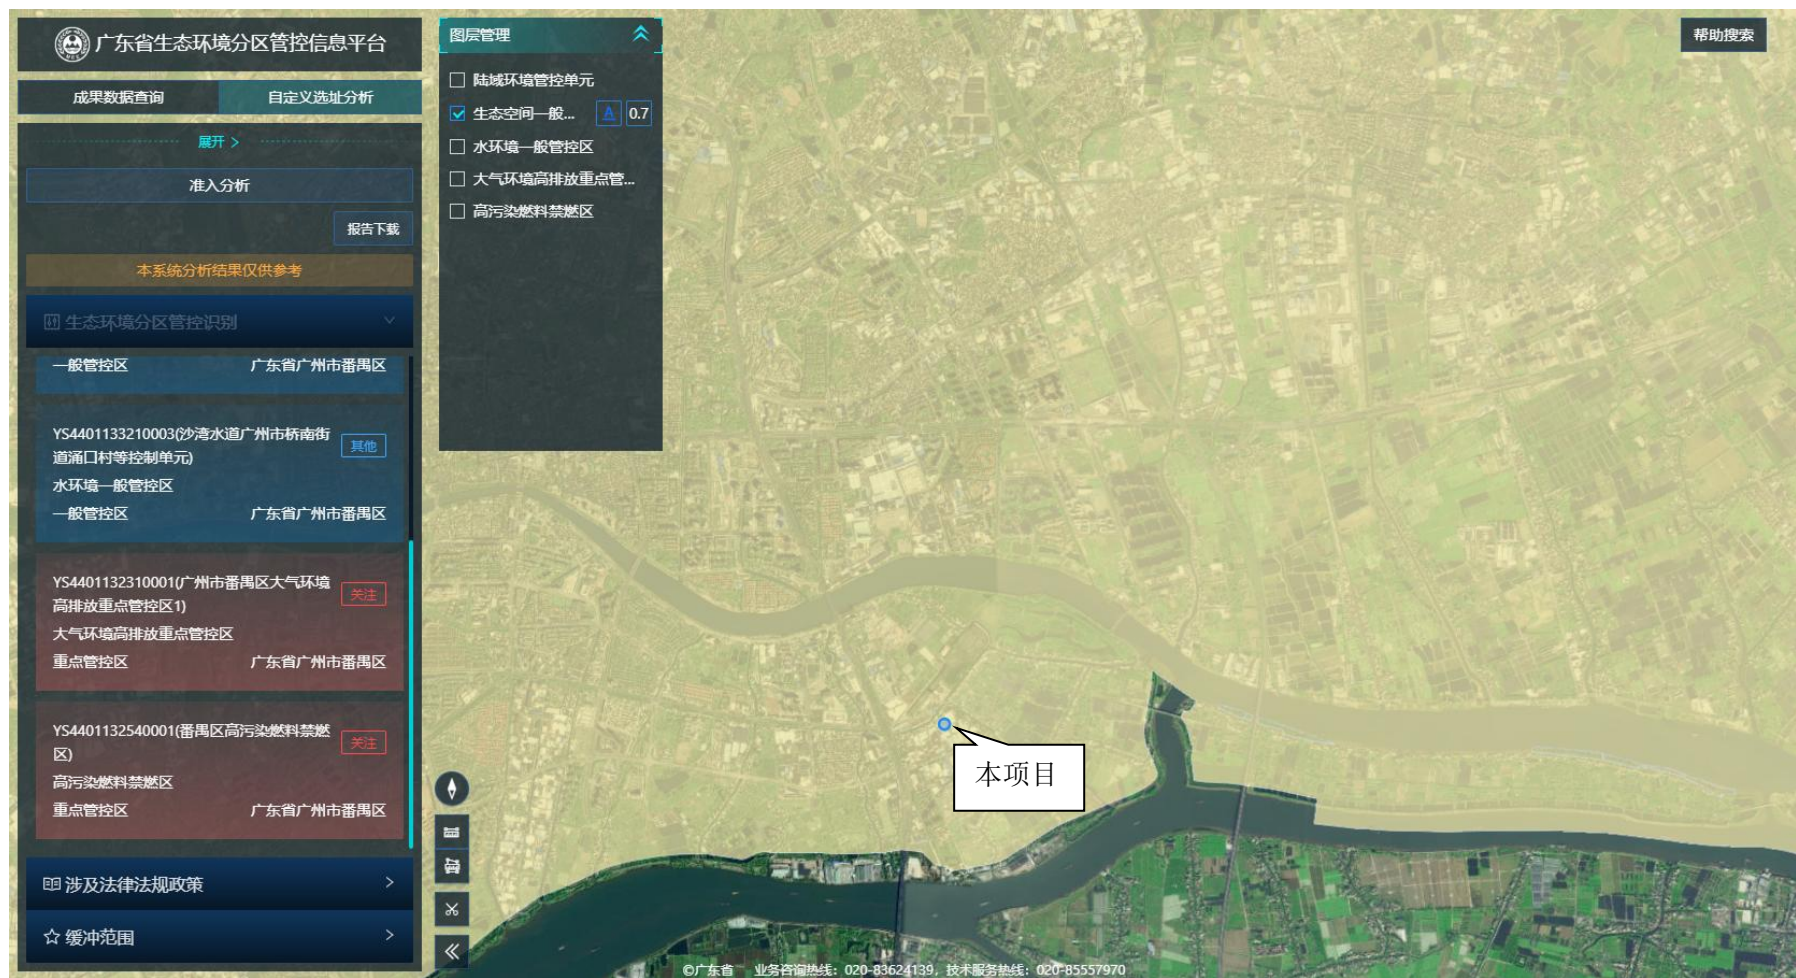 广东省生态环境分区管控信息平台
成果数据查询
自定义选址分析
展开 >
准入分析
报告下载
本系统分析结果仅供参考
生态环境分区管控识别
一般管控区 广东省广州市番禺区
YS4401133210003(沙湾水道广州市桥南街
道涌口村等控制单元)
其他
水环境一般管控区
一般管控区 广东省广州市番禺区
YS4401132310001(广州市番禺区大气环境
高排放重点管控区1)
关注
大气环境高排放重点管控区
重点管控区 广东省广州市番禺区
YS4401132540001(番禺区高污染燃料禁燃
区)
关注
高污染燃料禁燃区
重点管控区 广东省广州市番禺区
涉及法律法规政策 >
缓冲范围 >
图层管理
陆域环境管控单元
生态空间一般... A 0.7
水环境一般管控区
大气环境高排放重点管...
高污染燃料禁燃区
帮助搜索
本项目
©广东省 业务咨询热线：020-83624139，技术服务热线：020-85557970